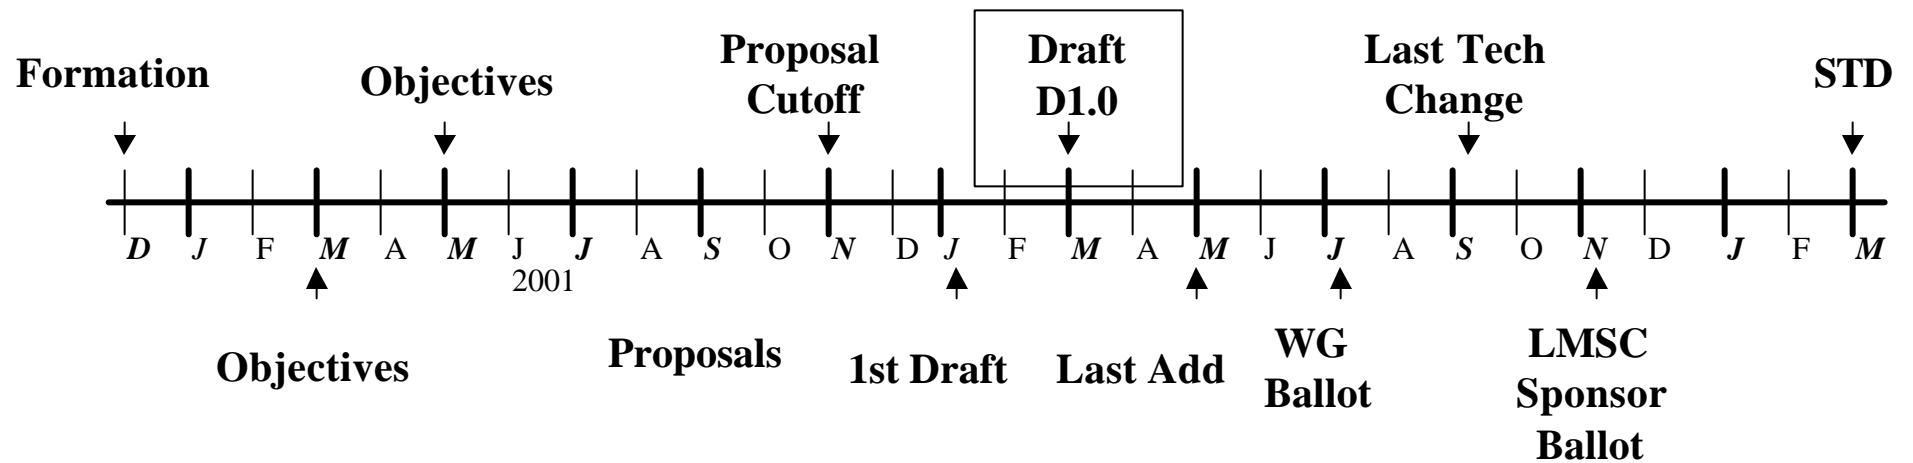 Formation
Objectives
Proposal
Cutoff
Draft
D1.0
Last Tech
Change
STD
D J F M A M J J A S O N D J F M A M J J A S O N D J F M
2001
Objectives
Proposals
1st Draft
Last Add
WG
Ballot
LMSC
Sponsor
Ballot